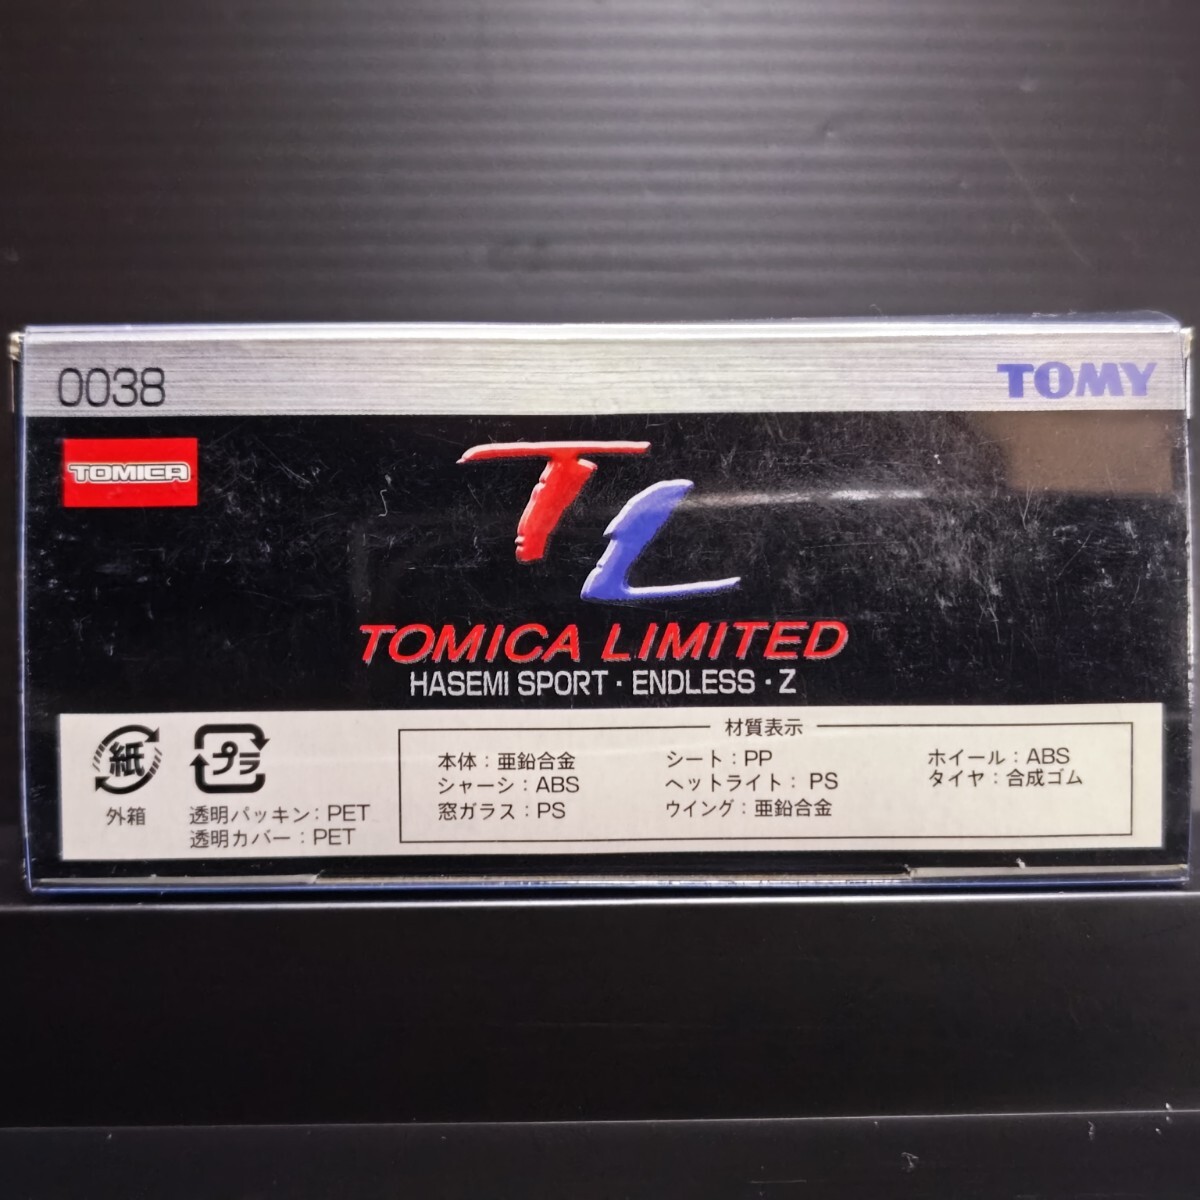 0038
TOMY
TOMICA
TL
TOMICA LIMITED
HASEMI SPORT・ENDLESS・Z
紙
外箱
プラ
透明パッキン：PET
透明カバー：PET
材質表示
本体：亜鉛合金
シャーシ：ABS
窓ガラス：PS
シート：PP
ヘットライト：PS
ウイング：亜鉛合金
ホイール：ABS
タイヤ：合成ゴム